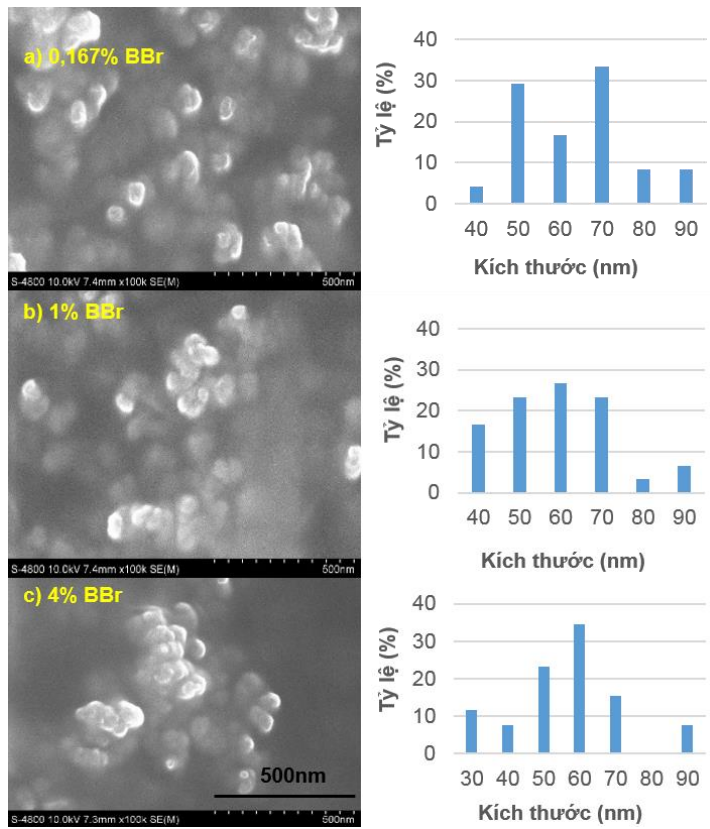 a) 0,167% BBr
S-4800 10.0kV 7.4mm x100k SE(M)
500nm
Tỷ lệ (%)
40
30
20
10
0
40 50 60 70 80 90
Kích thước (nm)
b) 1% BBr
S-4800 10.0kV 7.4mm x100k SE(M)
500nm
Tỷ lệ (%)
40
30
20
10
0
40 50 60 70 80 90
Kích thước (nm)
c) 4% BBr
500nm
S-4800 10.0kV 7.3mm x100k SE(M)
500nm
Tỷ lệ (%)
40
30
20
10
0
30 40 50 60 70 80 90
Kích thước (nm)